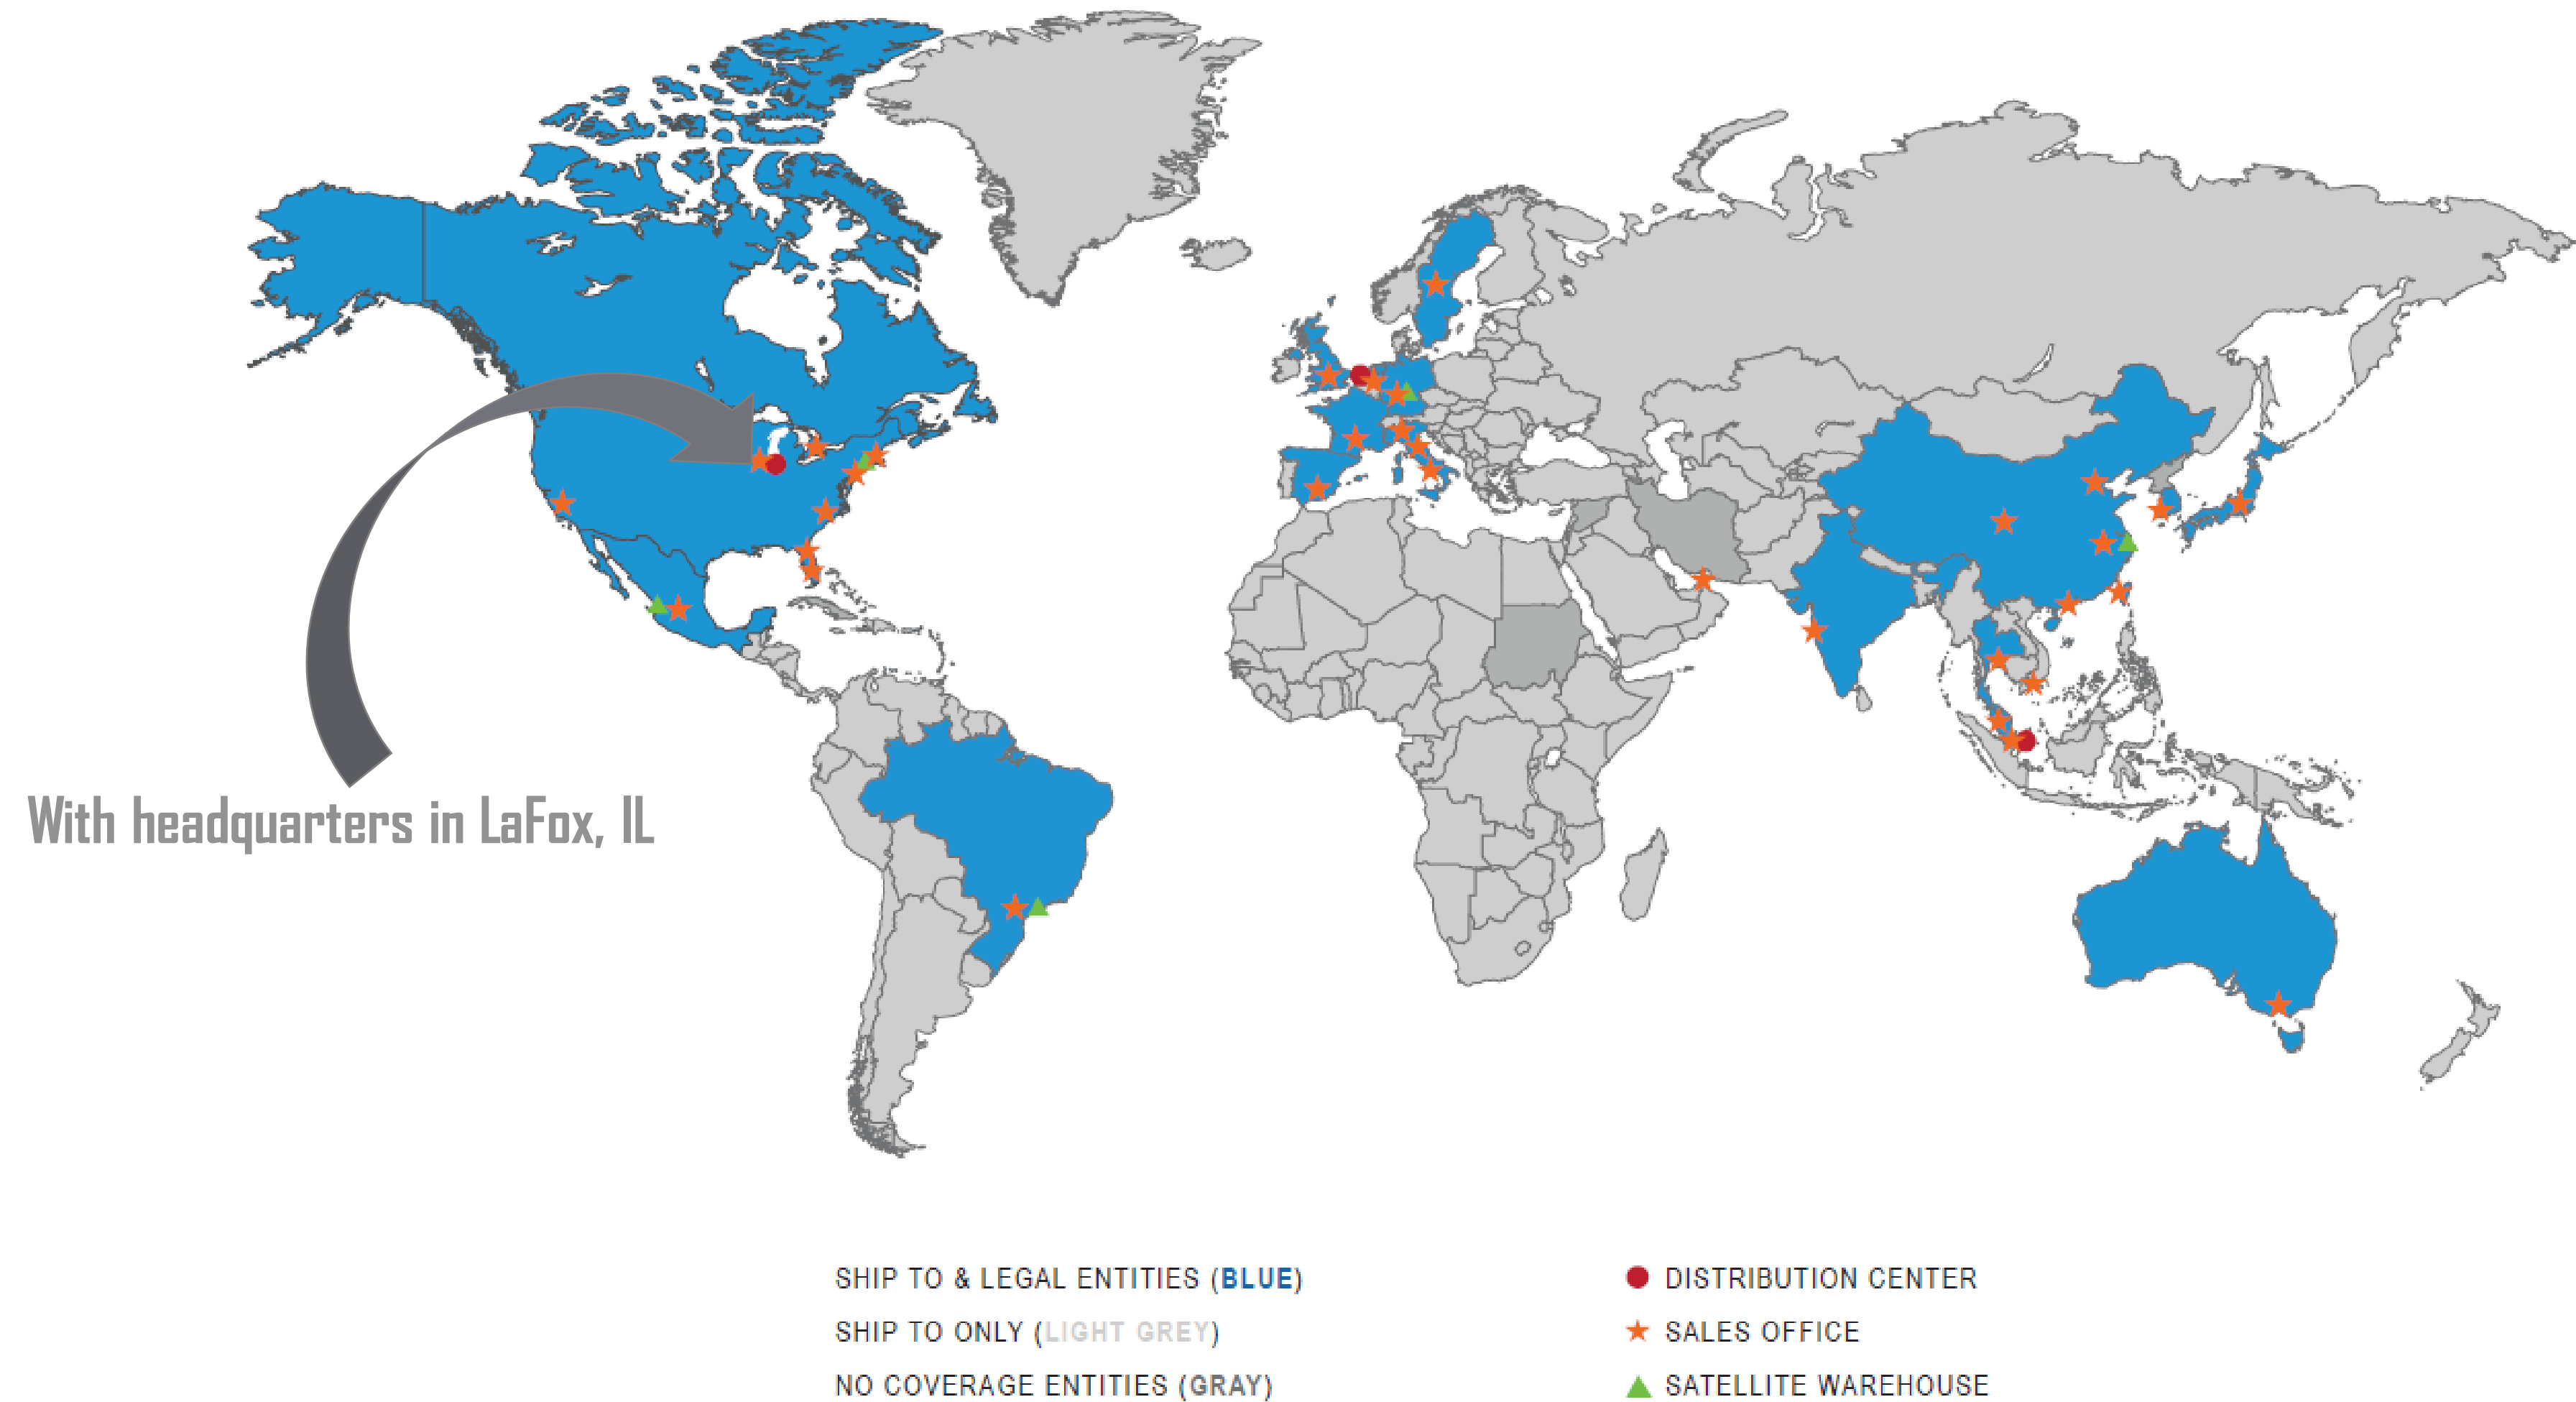 With headquarters in LaFox, IL
SHIP TO & LEGAL ENTITIES (BLUE)
SHIP TO ONLY (LIGHT GREY)
NO COVERAGE ENTITIES (GRAY)
DISTRIBUTION CENTER
SALES OFFICE
SATELLITE WAREHOUSE